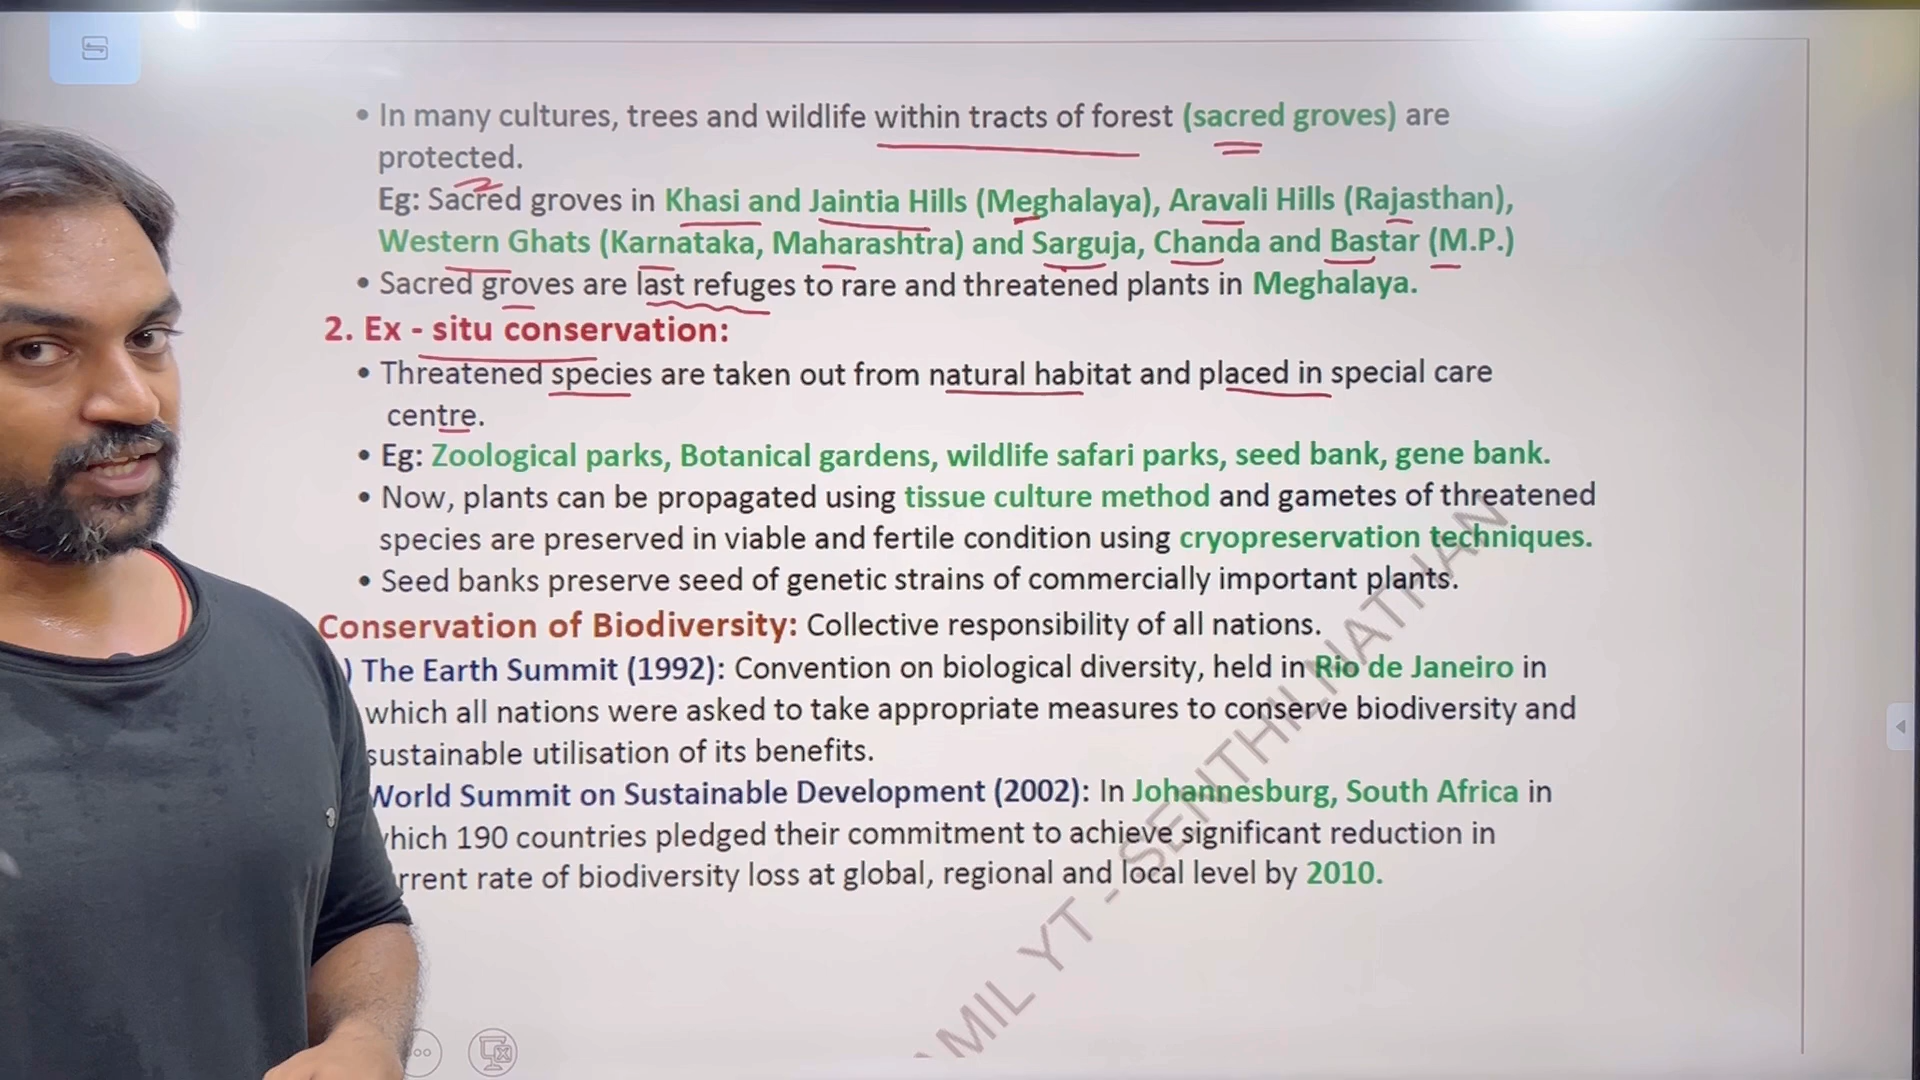 • In many cultures, trees and wildlife within tracts of forest (sacred groves) are
protected.
Eg: Sacred groves in Khasi and Jaintia Hills (Meghalaya), Aravali Hills (Rajasthan),
Western Ghats (Karnataka, Maharashtra) and Sarguja, Chanda and Bastar (M.P.)
• Sacred groves are last refuges to rare and threatened plants in Meghalaya.
2. Ex - situ conservation:
• Threatened species are taken out from natural habitat and placed in special care
centre.
• Eg: Zoological parks, Botanical gardens, wildlife safari parks, seed bank, gene bank.
• Now, plants can be propagated using tissue culture method and gametes of threatened
species are preserved in viable and fertile condition using cryopreservation techniques.
• Seed banks preserve seed of genetic strains of commercially important plants.
Conservation of Biodiversity: Collective responsibility of all nations.
) The Earth Summit (1992): Convention on biological diversity, held in Rio de Janeiro in
which all nations were asked to take appropriate measures to conserve biodiversity and
sustainable utilisation of its benefits.
World Summit on Sustainable Development (2002): In Johannesburg, South Africa in
which 190 countries pledged their commitment to achieve significant reduction in
rrent rate of biodiversity loss at global, regional and local level by 2010.
AMIL YT - SENTHILNATHAN